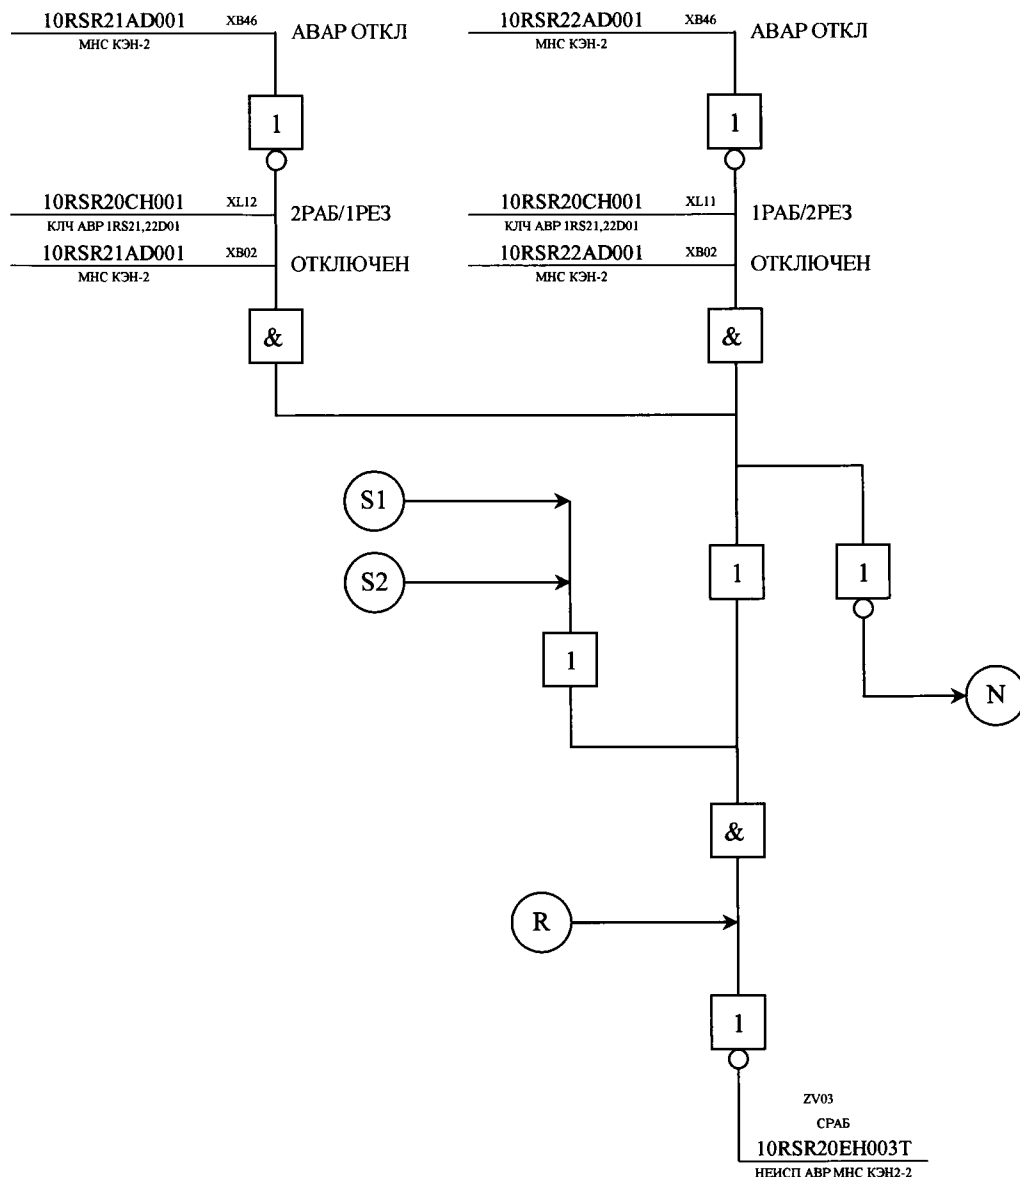 10RSR21AD001 XB46 АВАР ОТКЛ
МНС КЭН-2
10RSR22AD001 XB46 АВАР ОТКЛ
МНС КЭН-2
1
1
10RSR20CH001 XL12 2РАБ/1РЕЗ
КЛЧ АВР 1RS21,22D01
10RSR20CH001 XL11 1РАБ/2РЕЗ
КЛЧ АВР 1RS21,22D01
10RSR21AD001 XB02 ОТКЛЮЧЕН
МНС КЭН-2
10RSR22AD001 XB02 ОТКЛЮЧЕН
МНС КЭН-2
&
&
S1
S2
1
1
1
N
&
R
1
ZV03
СРАБ
10RSR20EH003T
НЕИСП АВР МНС КЭН2-2